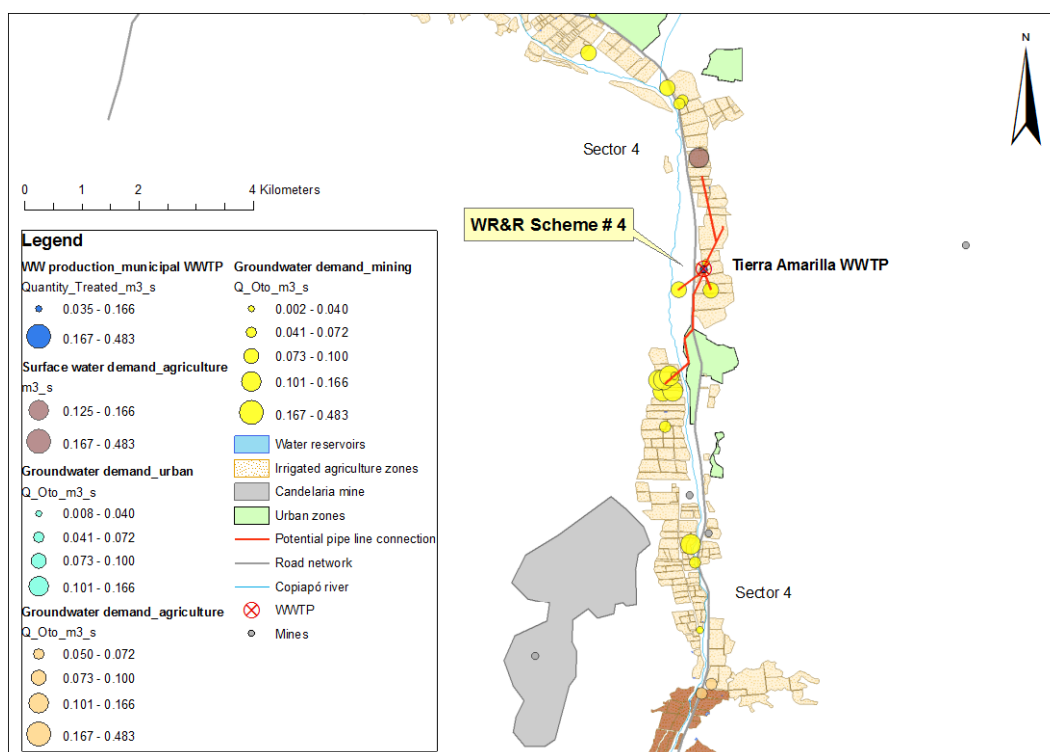 N
Sector 4
0 1 2 4 Kilometers
WR&R Scheme # 4
Tierra Amarilla WWTP
Legend
WW production_municipal WWTP
Quantity_Treated_m3_s
0.035 - 0.166
0.167 - 0.483
Surface water demand_agriculture
m3_s
0.125 - 0.166
0.167 - 0.483
Groundwater demand_urban
Q_Oto_m3_s
0.008 - 0.040
0.041 - 0.072
0.073 - 0.100
0.101 - 0.166
Groundwater demand_agriculture
Q_Oto_m3_s
0.050 - 0.072
0.073 - 0.100
0.101 - 0.166
0.167 - 0.483
Groundwater demand_mining
Q_Oto_m3_s
0.002 - 0.040
0.041 - 0.072
0.073 - 0.100
0.101 - 0.166
0.167 - 0.483
Water reservoirs
Irrigated agriculture zones
Candelaria mine
Urban zones
Potential pipe line connection
Road network
Copiapó river
WWTP
Mines
Sector 4